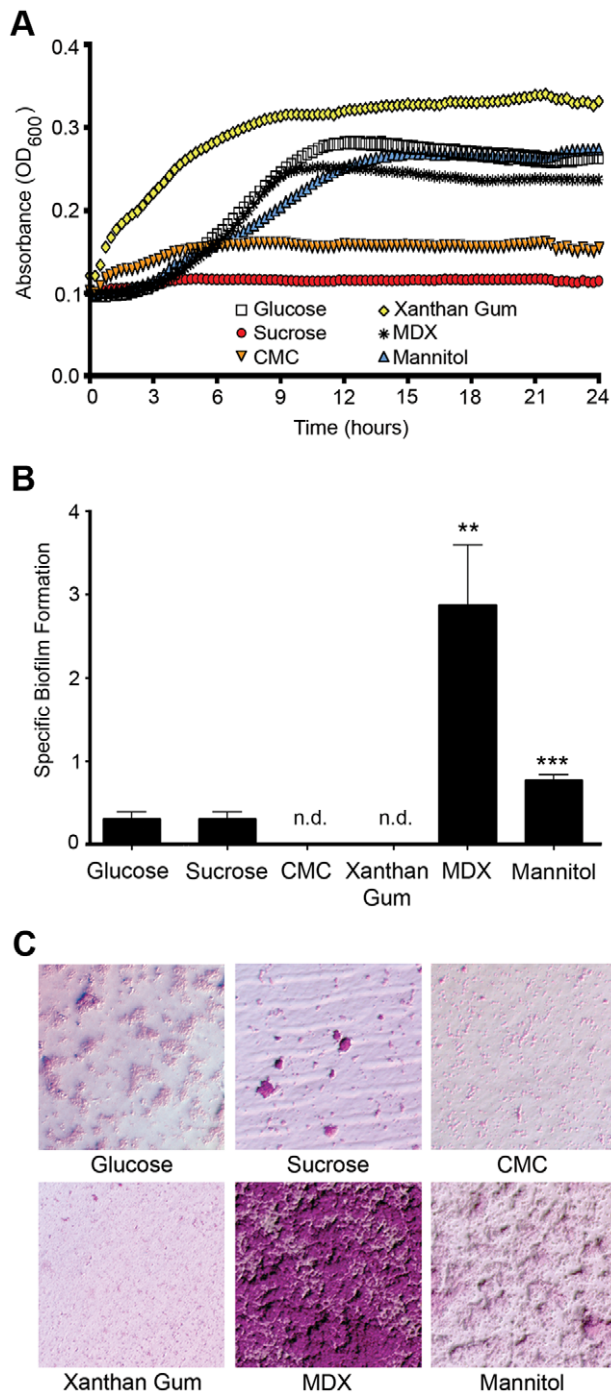 A
0.4
0.3
0.2
0.1
0.0
Absorbance (OD600)
Glucose
Sucrose
CMC
Xanthan Gum
MDX
Mannitol
0 3 6 9 12 15 18 21 24
Time (hours)
B
4
3
2
1
0
Specific Biofilm Formation
n.d.
n.d.
**
***
Glucose Sucrose CMC Xanthan Gum MDX Mannitol
C
Glucose Sucrose CMC
Xanthan Gum MDX Mannitol